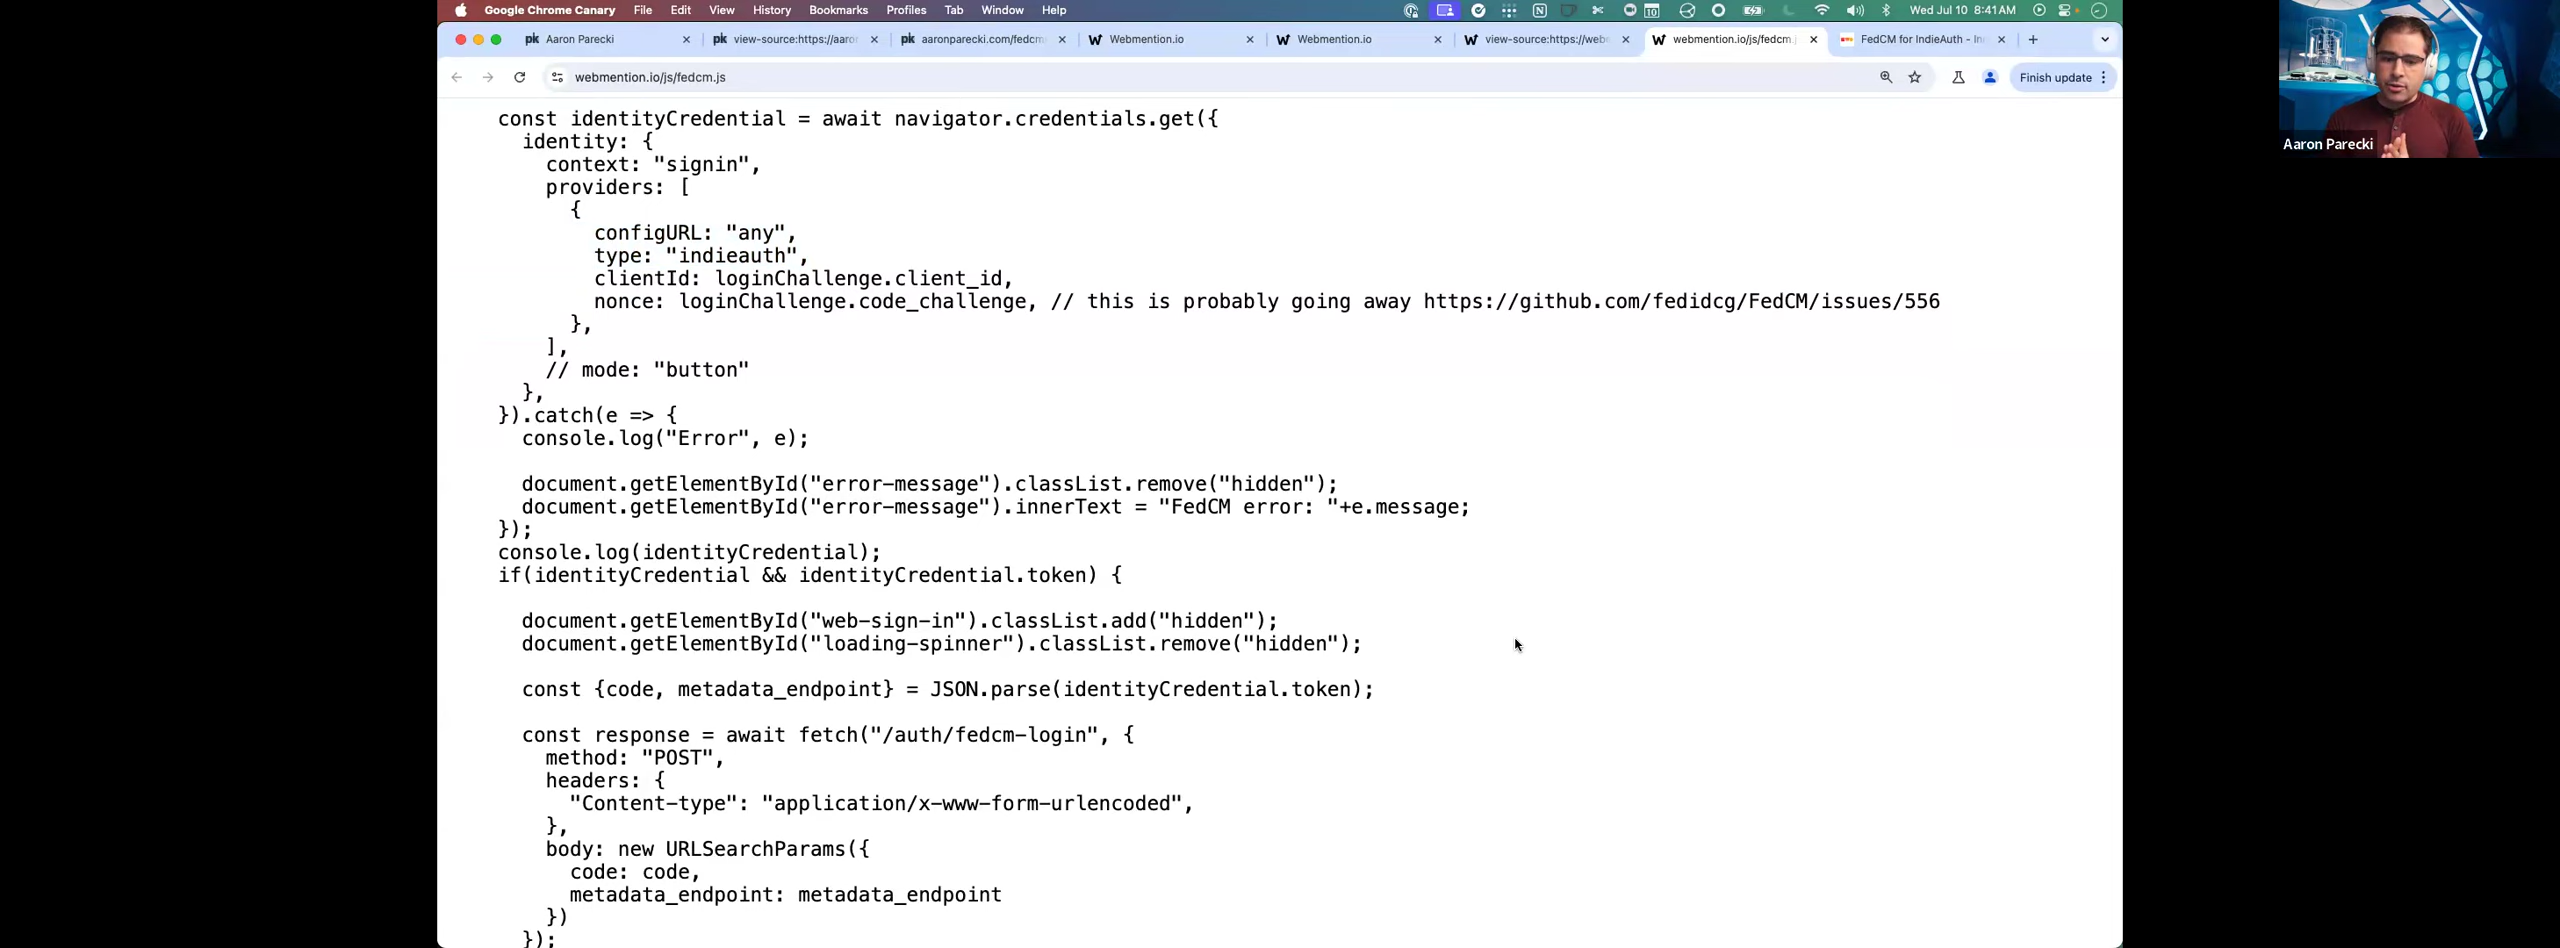 Google Chrome Canary File Edit View History Bookmarks Profiles Tab Window Help 10 Wed Jul 10 8:41 AM
pk Aaron Parecki pk view-source:https://aaron pk aaronparecki.com/fedcm Webmention.io Webmention.io view-source:https://webm webmention.io/js/fedcm.j FedCM for IndieAuth - In
webmention.io/js/fedcm.js Finish update
const identityCredential = await navigator.credentials.get({
identity: {
context: "signin",
providers: [
{
configURL: "any",
type: "indieauth",
clientId: loginChallenge.client_id,
nonce: loginChallenge.code_challenge, // this is probably going away https://github.com/fedidcg/FedCM/issues/556
},
],
// mode: "button"
},
}).catch(e => {
console.log("Error", e);
document.getElementById("error-message").classList.remove("hidden");
document.getElementById("error-message").innerText = "FedCM error: "+e.message;
});
console.log(identityCredential);
if(identityCredential && identityCredential.token) {
document.getElementById("web-sign-in").classList.add("hidden");
document.getElementById("loading-spinner").classList.remove("hidden");
const {code, metadata_endpoint} = JSON.parse(identityCredential.token);
const response = await fetch("/auth/fedcm-login", {
method: "POST",
headers: {
"Content-type": "application/x-www-form-urlencoded",
},
body: new URLSearchParams({
code: code,
metadata_endpoint: metadata_endpoint
})
});
Aaron Parecki